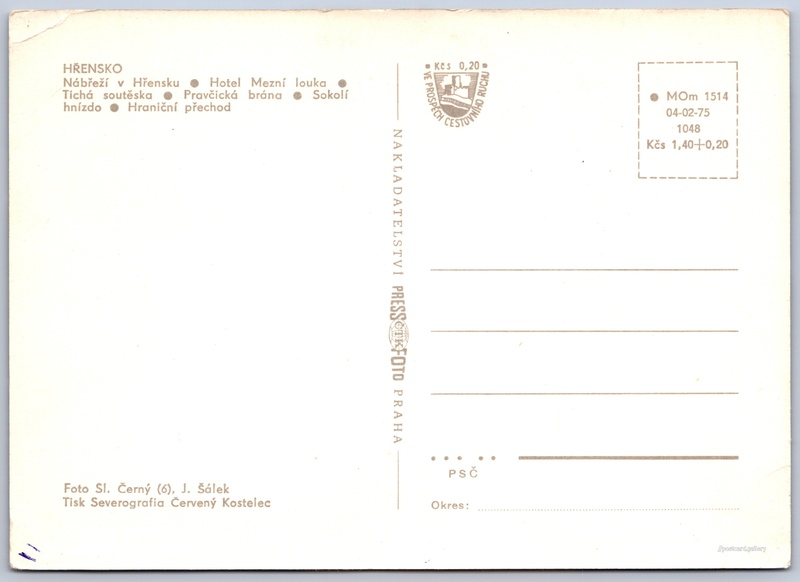 HŘENSKO
Nábřeží v Hřensku ● Hotel Mezní louka ●
Tichá soutěska ● Pravčická brána ● Sokolí
hnízdo ● Hraniční přechod
Foto Sl. Černý (6), J. Šálek
Tisk Severografia Červený Kostelec
NAKLADATELSTVI PRESSFOTO PRAHA
ČTK
Kčs 0,20
VE PROSPĚCH CESTOVNÍHO RUCHU
● MOm 1514
04-02-75
1048
Kčs 1,40+0,20
PSČ
Okres: